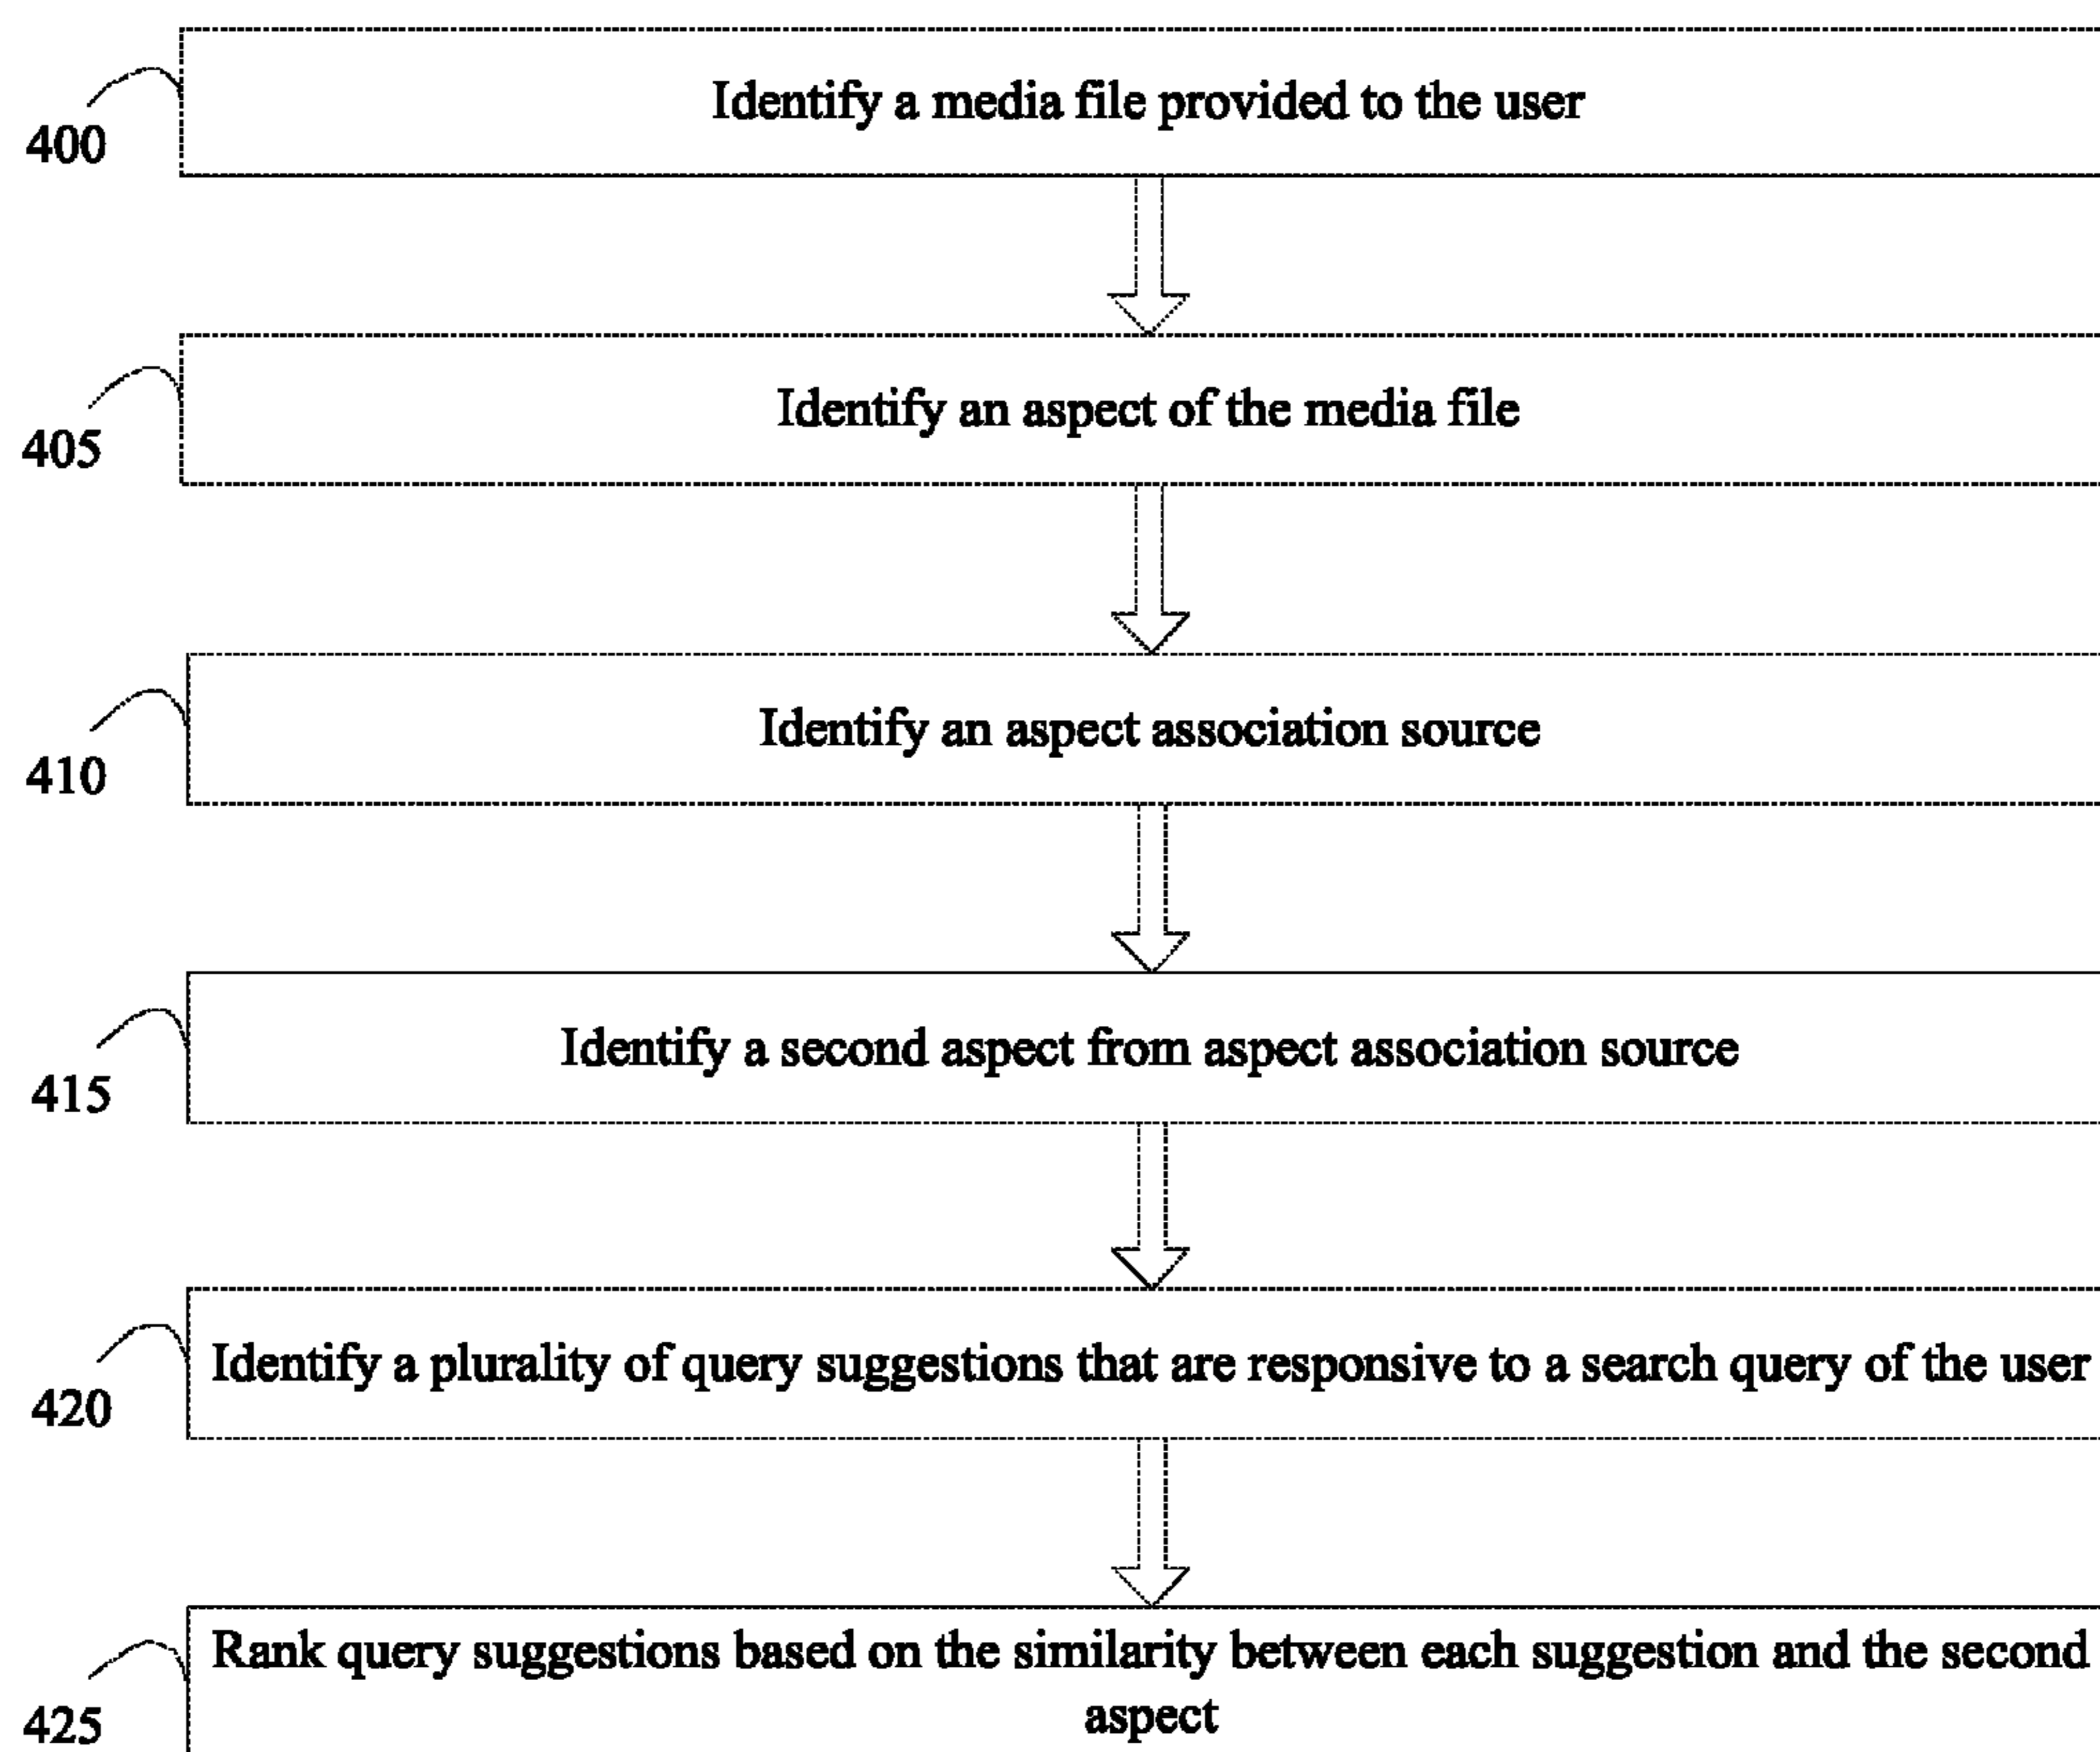 Identify a media file provided to the user
400
Identify an aspect of the media file
405
Identify an aspect association source
410
Identify a second aspect from aspect association source
415
Identify a plurality of query suggestions that are responsive to a search query of the user
420
Rank query suggestions based on the similarity between each suggestion and the second
aspect
425